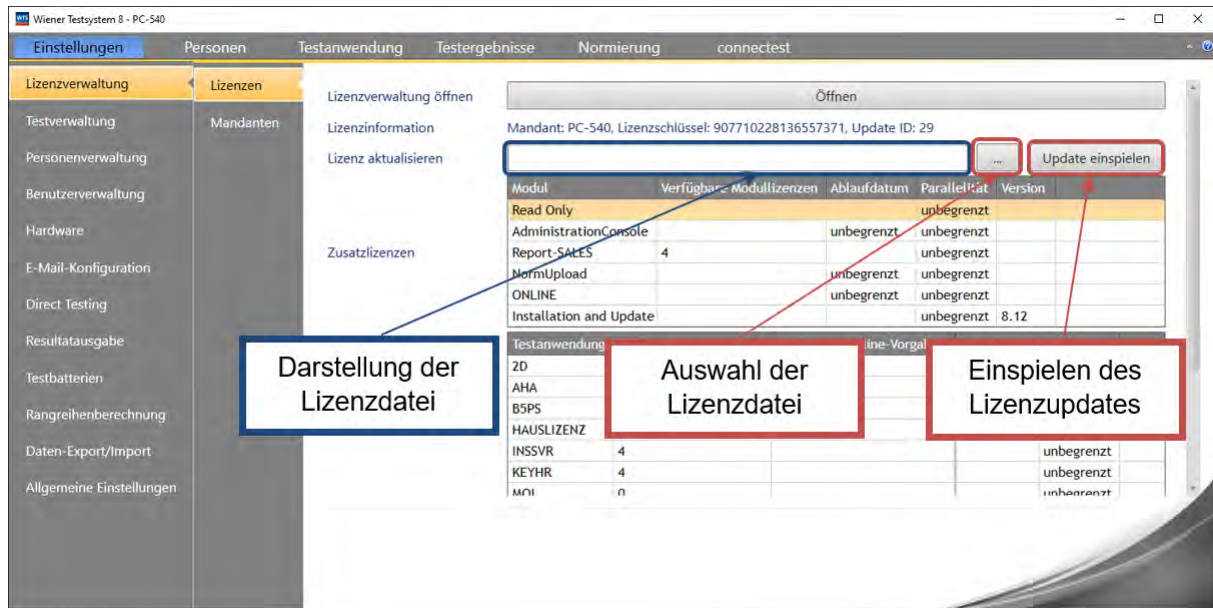 Wiener Testsystem 8 - PC-540
Einstellungen Personen Testanwendung Testergebnisse Normierung connectest
Lizenzverwaltung
Testverwaltung
Personenverwaltung
Benutzerverwaltung
Hardware
E-Mail-Konfiguration
Direct Testing
Resultatausgabe
Testbatterien
Rangreihenberechnung
Daten-Export/Import
Allgemeine Einstellungen
Lizenzen
Mandanten
Lizenzverwaltung öffnen Öffnen
Lizenzinformation Mandant: PC-540, Lizenzschlüssel: 907710228136557371, Update ID: 29
Lizenz aktualisieren ... Update einspielen
Zusatzlizenzen
Modul Verfügbare Modullizenzen Ablaufdatum Parallelität Version
Read Only unbegrenzt
AdministrationConsole unbegrenzt unbegrenzt
Report-SALES 4 unbegrenzt
NormUpload unbegrenzt unbegrenzt
ONLINE unbegrenzt unbegrenzt
Installation and Update unbegrenzt 8.12
Testanwendung
2D
AHA
B5PS
HAUSLIZENZ
INSSVR 4 unbegrenzt
KEYHR 4 unbegrenzt
MOI 0 unbegrenzt
Darstellung der
Lizenzdatei
Auswahl der
Lizenzdatei
Einspielen des
Lizenzupdates